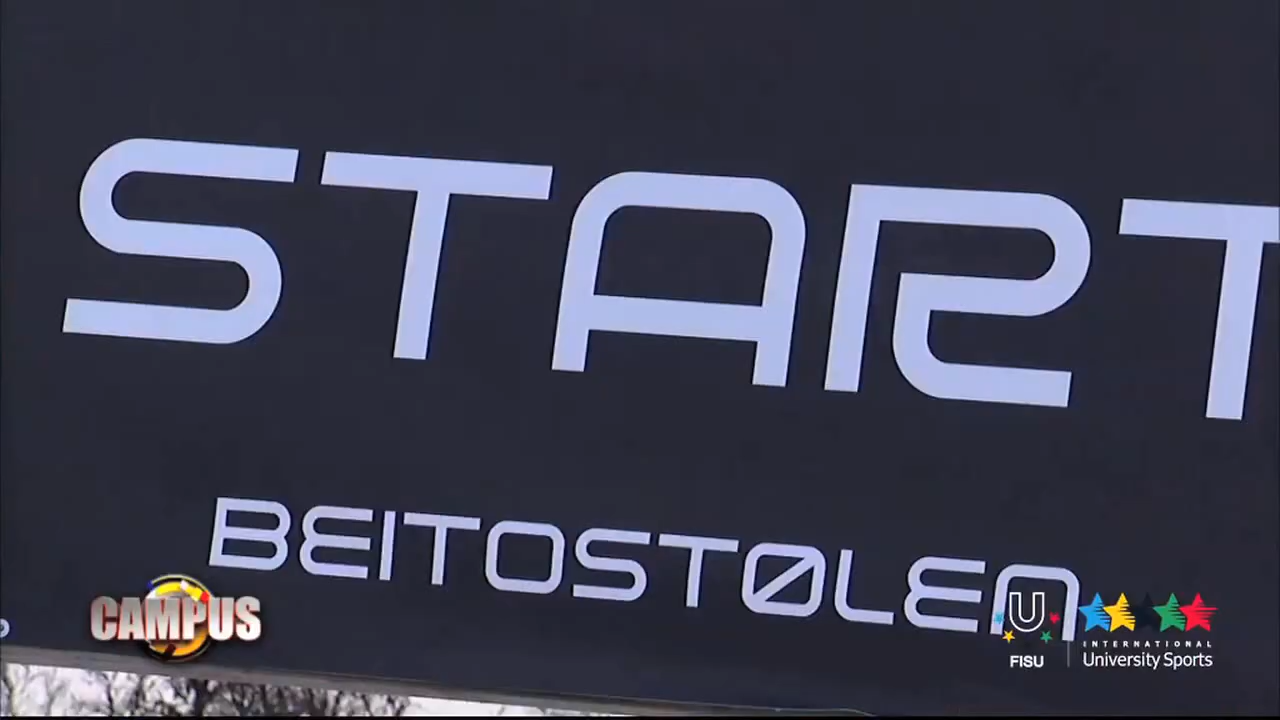 START
BEITOSTØLEN
CAMPUS
U
FISU
INTERNATIONAL
University Sports